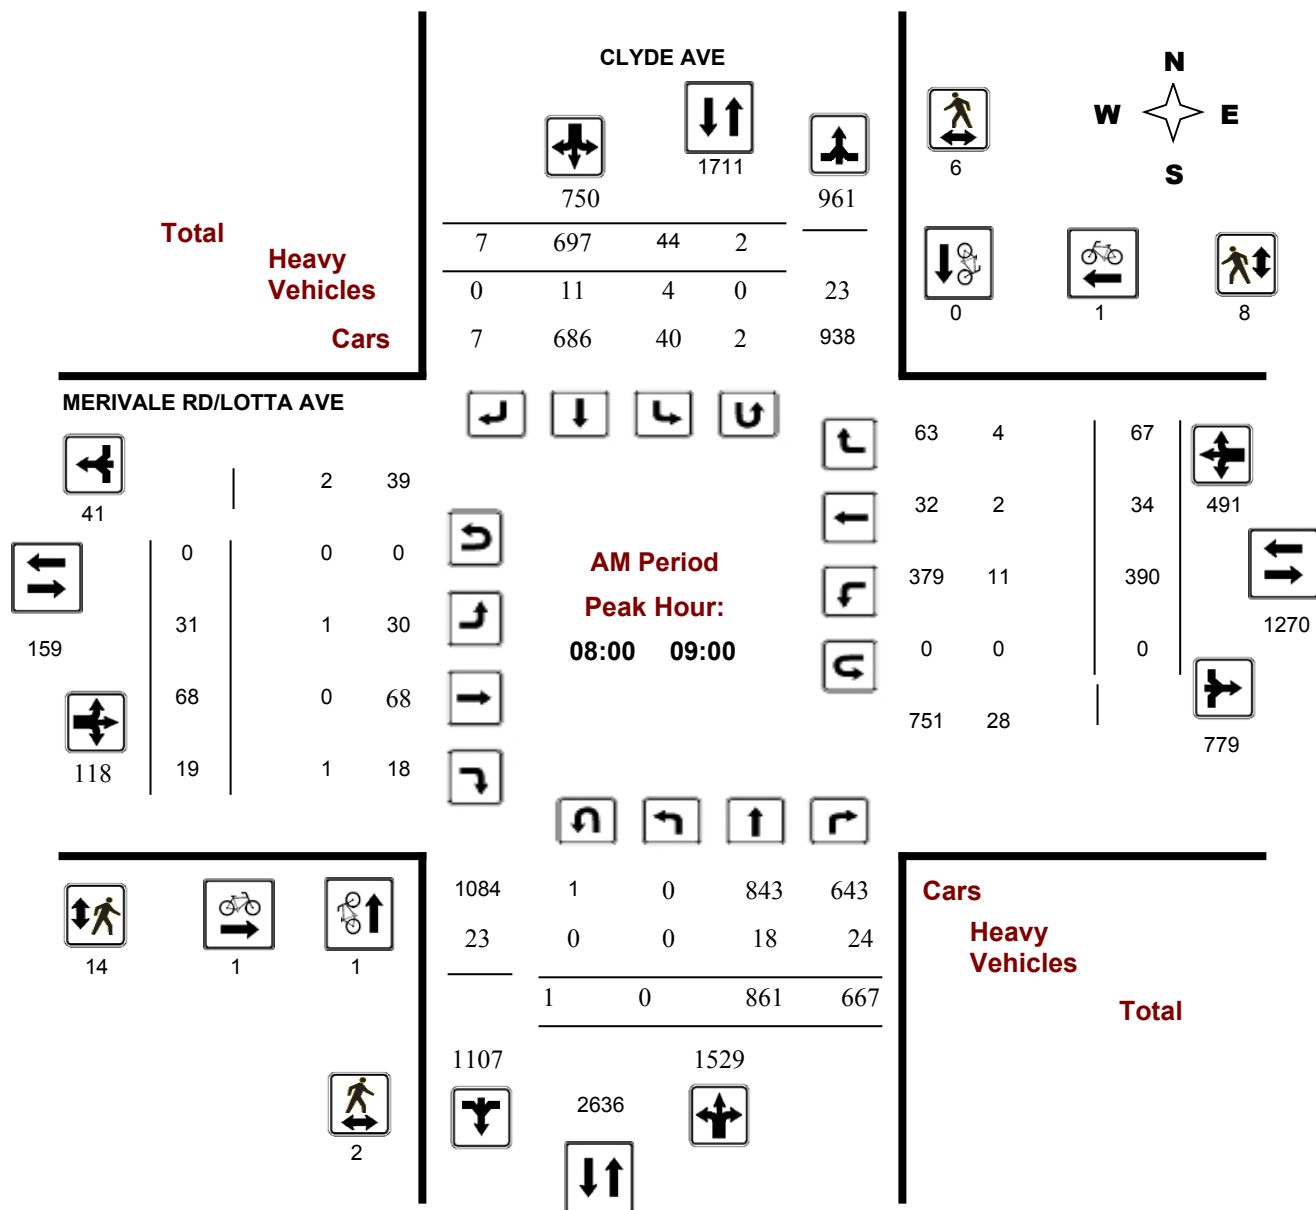 CLYDE AVE
N
W E
S
1711
6
750
961
Total
7 697 44 2
Heavy
Vehicles
0 11 4 0 23
0 1 8
Cars
7 686 40 2 938
MERIVALE RD/LOTTA AVE
63 4 67
2 39
41
32 2 34 491
0 0 0
AM Period
379 11 390
Peak Hour:
31 1 30
1270
159
08:00 09:00
0 0 0
68 0 68
751 28
779
118 19 1 18
1084 1 0 843 643
Cars
23 0 0 18 24
Heavy
Vehicles
14 1 1
1 0 861 667
Total
1107 1529
2636
2